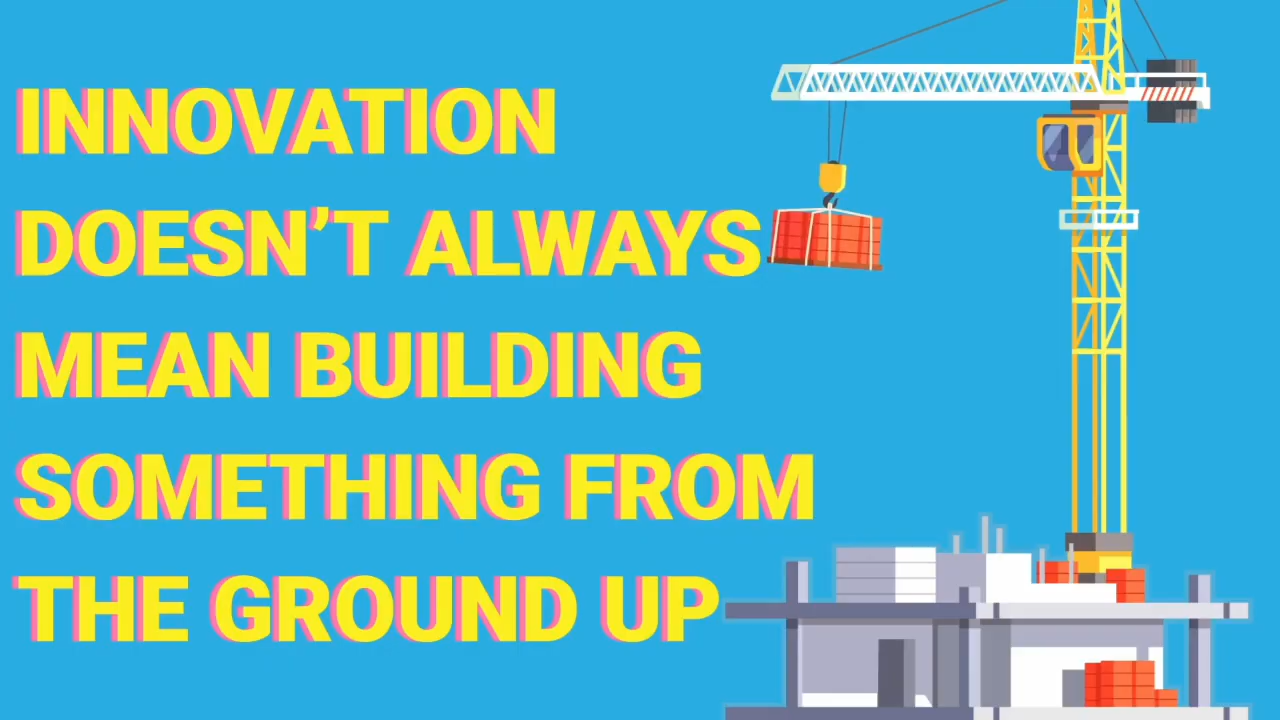 INNOVATION
DOESN’T ALWAYS
MEAN BUILDING
SOMETHING FROM
THE GROUND UP